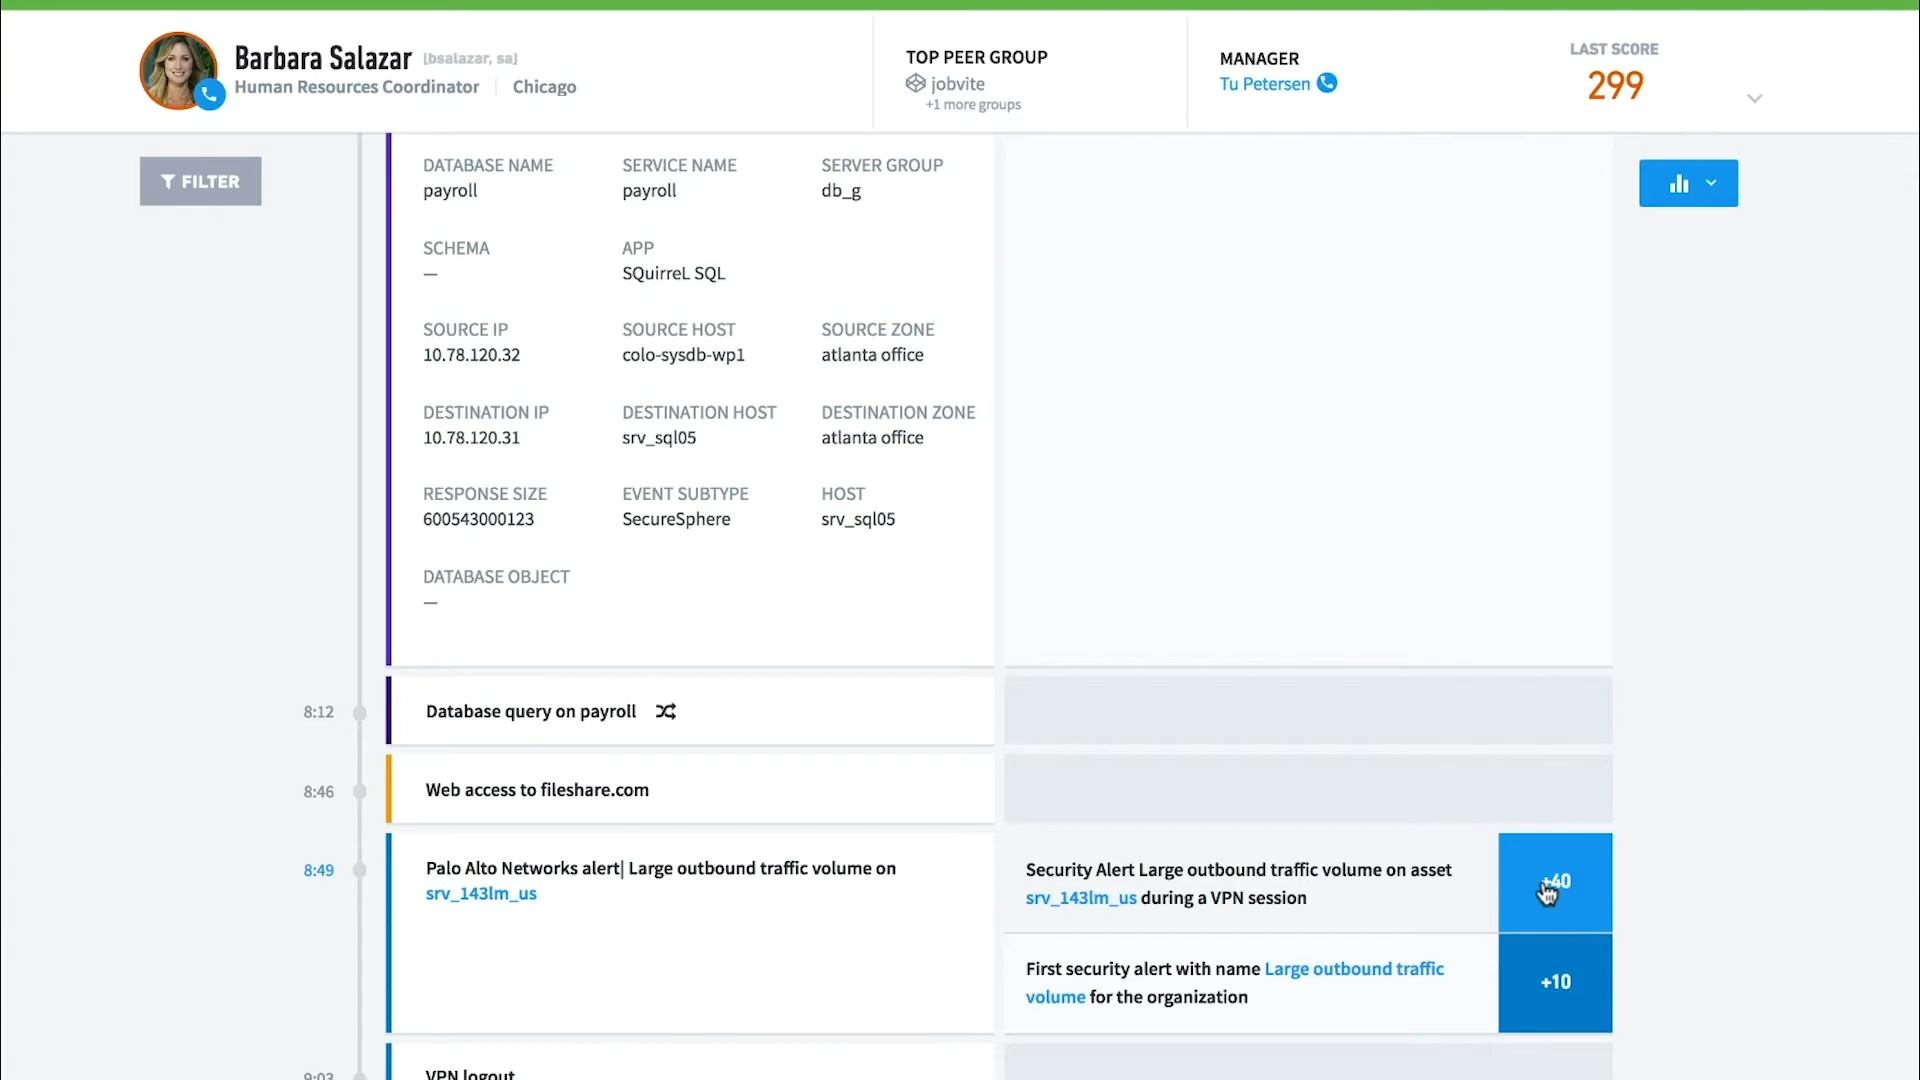 Barbara Salazar [bsalazar, sa]
Human Resources Coordinator Chicago
TOP PEER GROUP
jobvite
+1 more groups
MANAGER
Tu Petersen
LAST SCORE
299
FILTER
DATABASE NAME SERVICE NAME SERVER GROUP
payroll payroll db_g
SCHEMA APP
— SQuirreL SQL
SOURCE IP SOURCE HOST SOURCE ZONE
10.78.120.32 colo-sysdb-wp1 atlanta office
DESTINATION IP DESTINATION HOST DESTINATION ZONE
10.78.120.31 srv_sql05 atlanta office
RESPONSE SIZE EVENT SUBTYPE HOST
600543000123 SecureSphere srv_sql05
DATABASE OBJECT
—
8:12 Database query on payroll
8:46 Web access to fileshare.com
8:49 Palo Alto Networks alert| Large outbound traffic volume on
srv_143lm_us
Security Alert Large outbound traffic volume on asset
srv_143lm_us during a VPN session
+40
First security alert with name Large outbound traffic
volume for the organization
+10
9:03 VPN logout